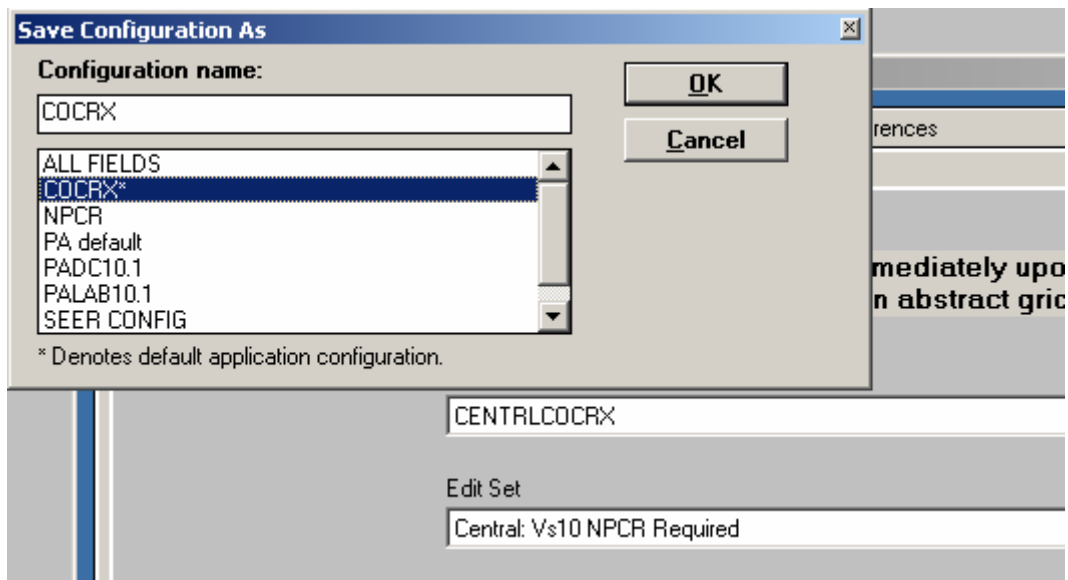 Save Configuration As
Configuration name:
OK
COCRX
Cancel
rences
ALL FIELDS
COCRX*
NPCR
PA default
PADC10.1
PALAB10.1
SEER CONFIG
mediately upo
n abstract gric
* Denotes default application configuration.
CENTRLCOCRX
Edit Set
Central: Vs10 NPCR Required